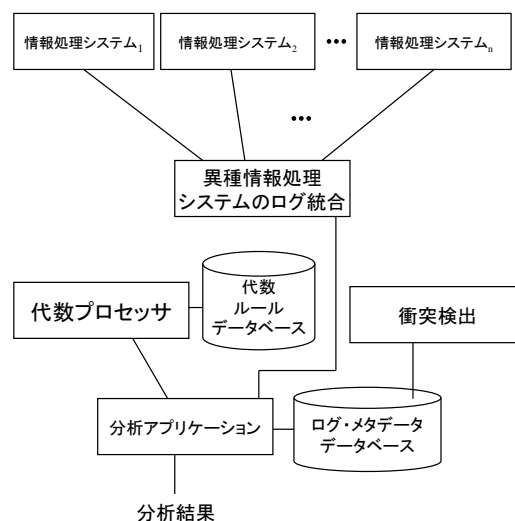 情報処理システム1
情報処理システム2
•••
情報処理システムn
•••
異種情報処理
システムのログ統合
代数プロセッサ
代数
ルール
データベース
衝突検出
分析アプリケーション
ログ・メタデータ
データベース
分析結果